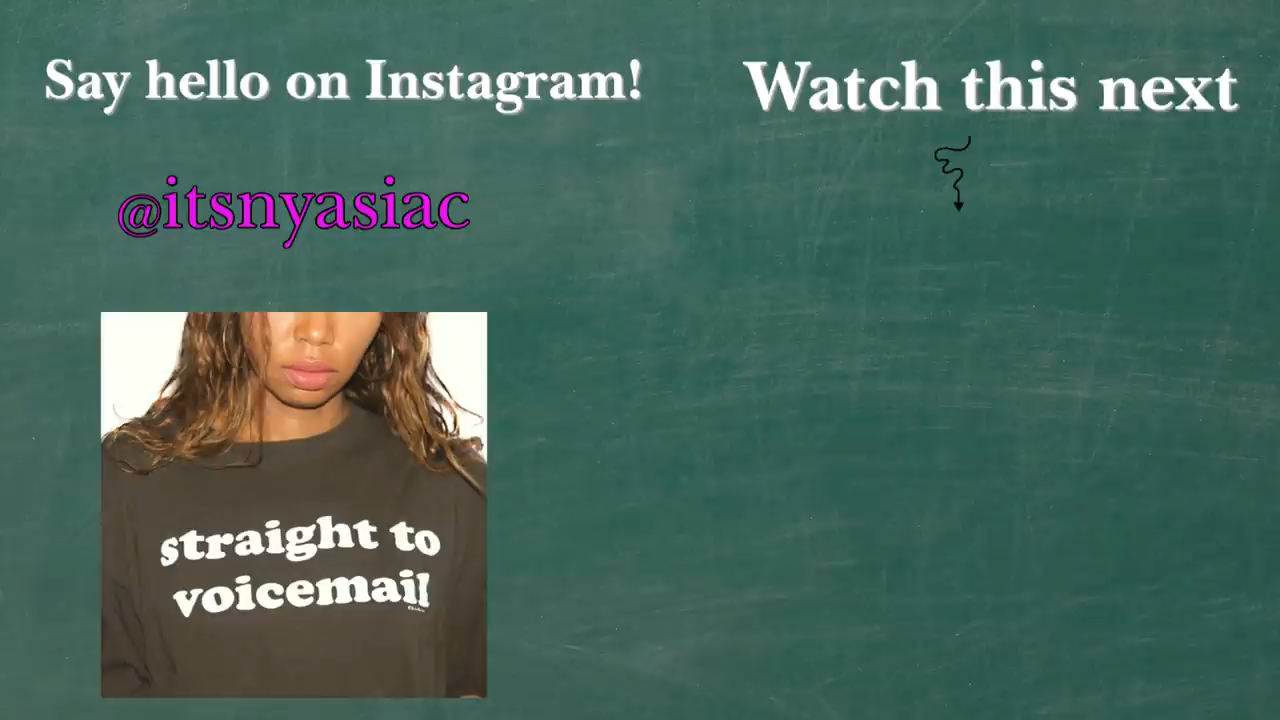 Say hello on Instagram!
Watch this next
@itsnyasiac
straight to
voicemail